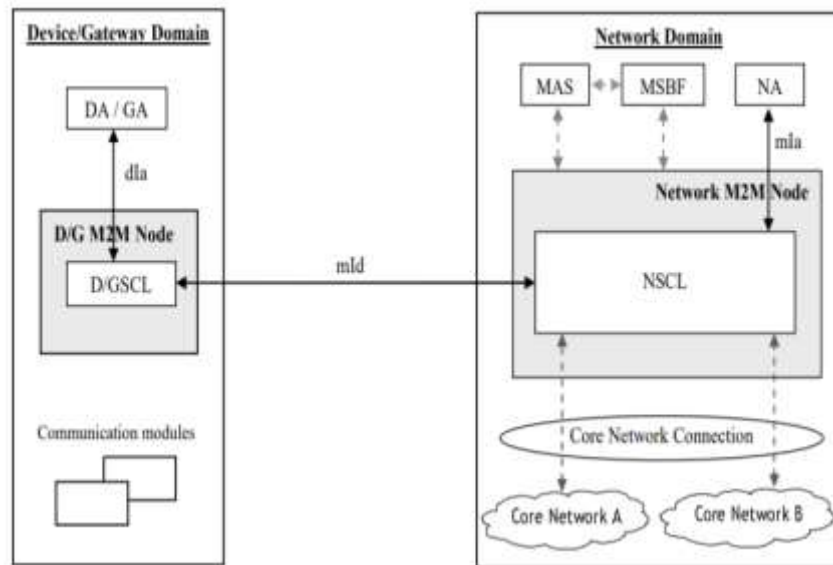 Device/Gateway Domain
DA / GA
dIa
D/G M2M Node
D/GSCL
Communication modules
mId
Network Domain
MAS
MSBF
NA
mIa
Network M2M Node
NSCL
Core Network Connection
Core Network A
Core Network B